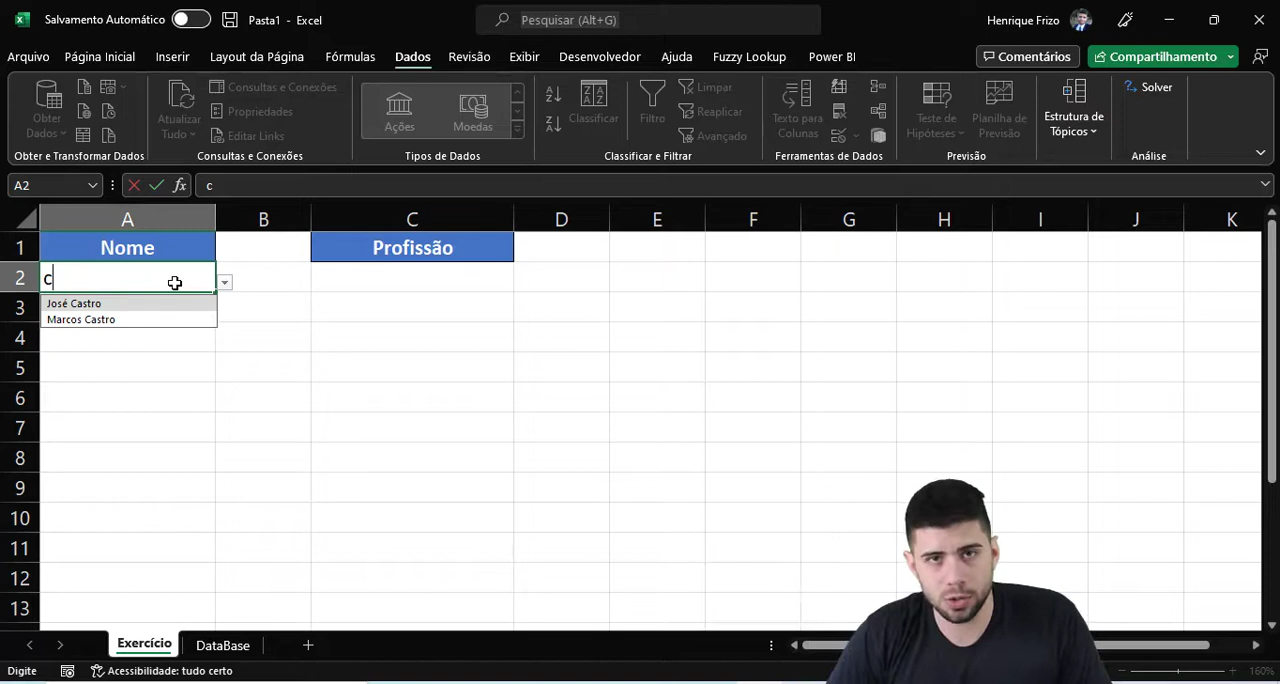 Salvamento Automático
Pasta1 - Excel
Pesquisar (Alt+G)
Henrique Frizo
Arquivo Página Inicial Inserir Layout da Página Fórmulas Dados Revisão Exibir Desenvolvedor Ajuda Fuzzy Lookup Power BI
Comentários
Compartilhamento
Obter Dados
Atualizar Tudo
Consultas e Conexões
Propriedades
Editar Links
Ações
Moedas
Classificar
Filtro
Limpar
Reaplicar
Avançado
Texto para Colunas
Teste de Hipóteses
Planilha de Previsão
Estrutura de Tópicos
Solver
Obter e Transformar Dados Consultas e Conexões Tipos de Dados Classificar e Filtrar Ferramentas de Dados Previsão Análise
A2 fx c
A B C D E F G H I J K
1 Nome Profissão
2 c
José Castro
Marcos Castro
3
4
5
6
7
8
9
10
11
12
13
Exercício DataBase
Digite Acessibilidade: tudo certo 160%